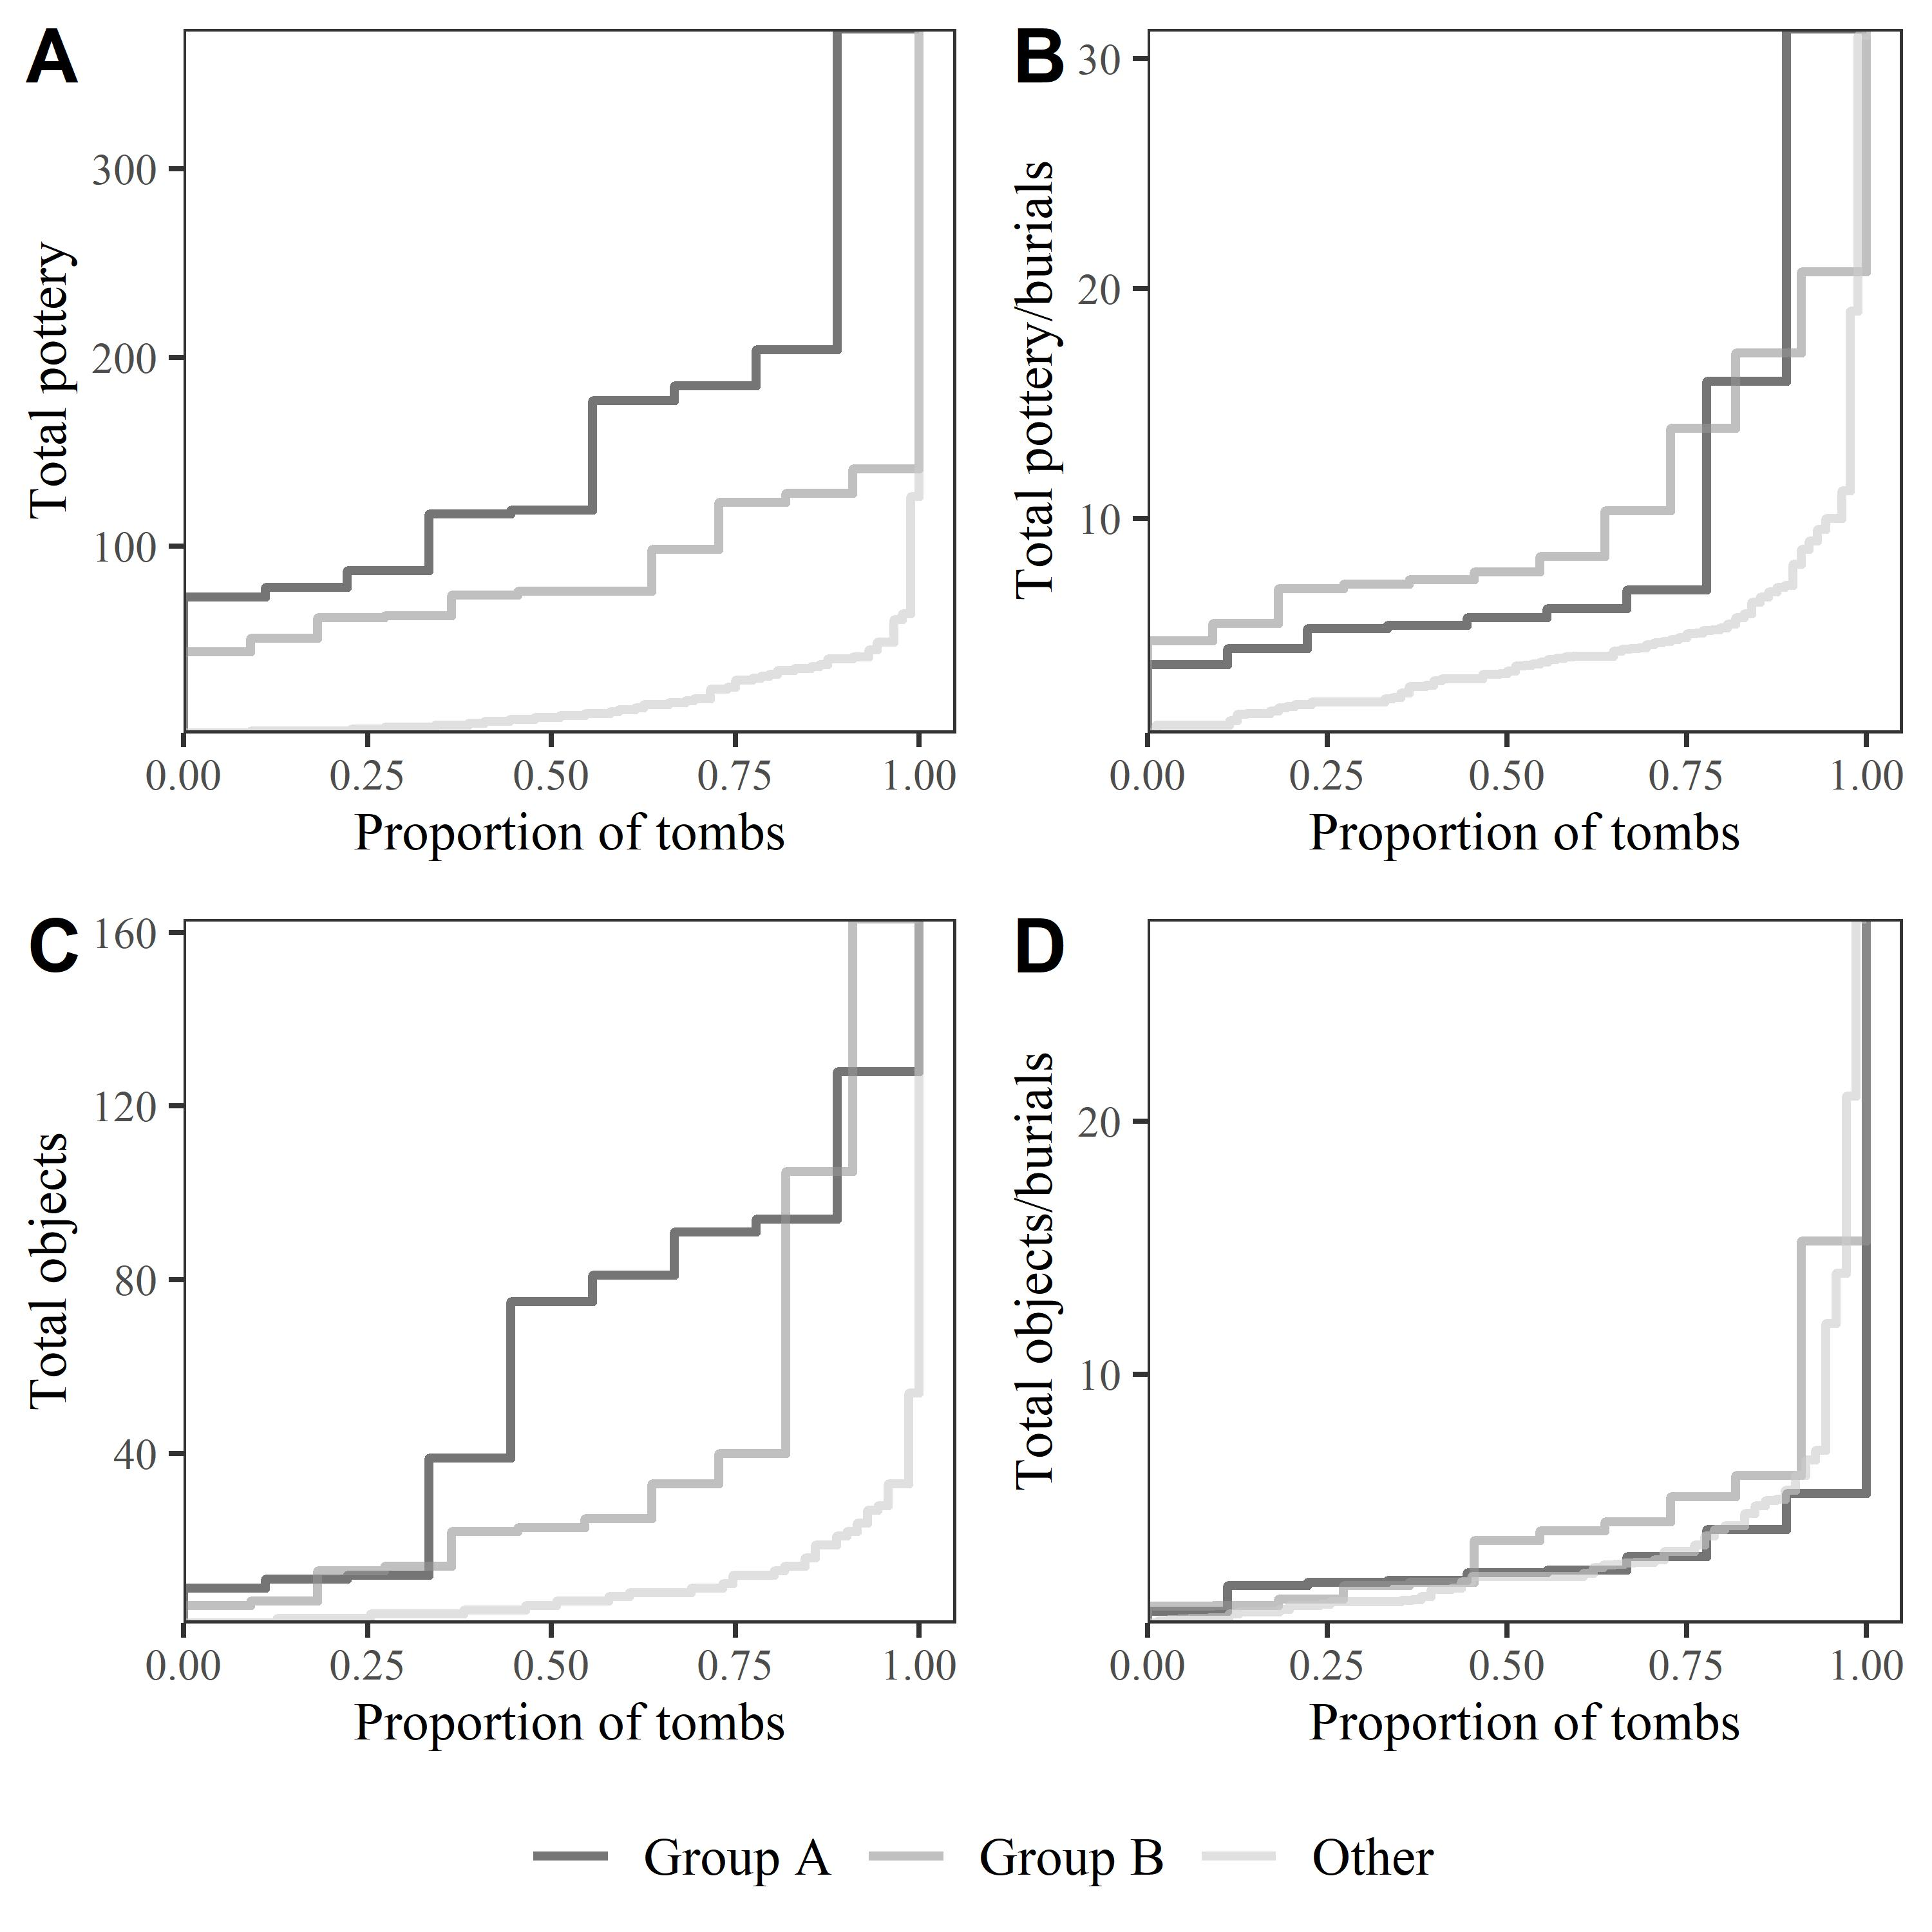 A
B
Total pottery
300
200
100
0.00 0.25 0.50 0.75 1.00
Proportion of tombs
Total pottery/burials
30
20
10
0.00 0.25 0.50 0.75 1.00
Proportion of tombs
C
D
Total objects
160
120
80
40
0.00 0.25 0.50 0.75 1.00
Proportion of tombs
Total objects/burials
20
10
0.00 0.25 0.50 0.75 1.00
Proportion of tombs
Group A Group B Other